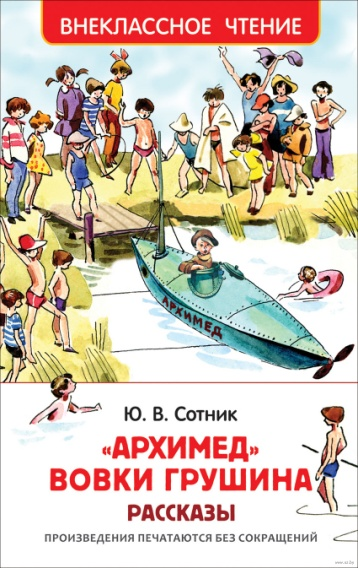 ВНЕКЛАССНОЕ ЧТЕНИЕ
АРХИМЕД
Ю. В. Сотник
«АРХИМЕД»
ВОВКИ ГРУШИНА
РАССКАЗЫ
ПРОИЗВЕДЕНИЯ ПЕЧАТАЮТСЯ БЕЗ СОКРАЩЕНИЙ